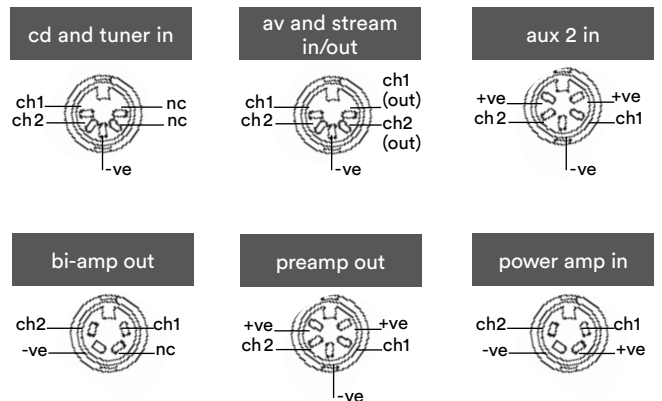 cd and tuner in
av and stream
in/out
aux 2 in
ch1
ch2
nc
nc
-ve
ch1
ch2
ch1
(out)
ch2
(out)
-ve
+ve
ch2
+ve
ch1
-ve
bi-amp out
preamp out
power amp in
ch2
-ve
ch1
nc
+ve
ch2
+ve
ch1
-ve
ch2
-ve
ch1
+ve